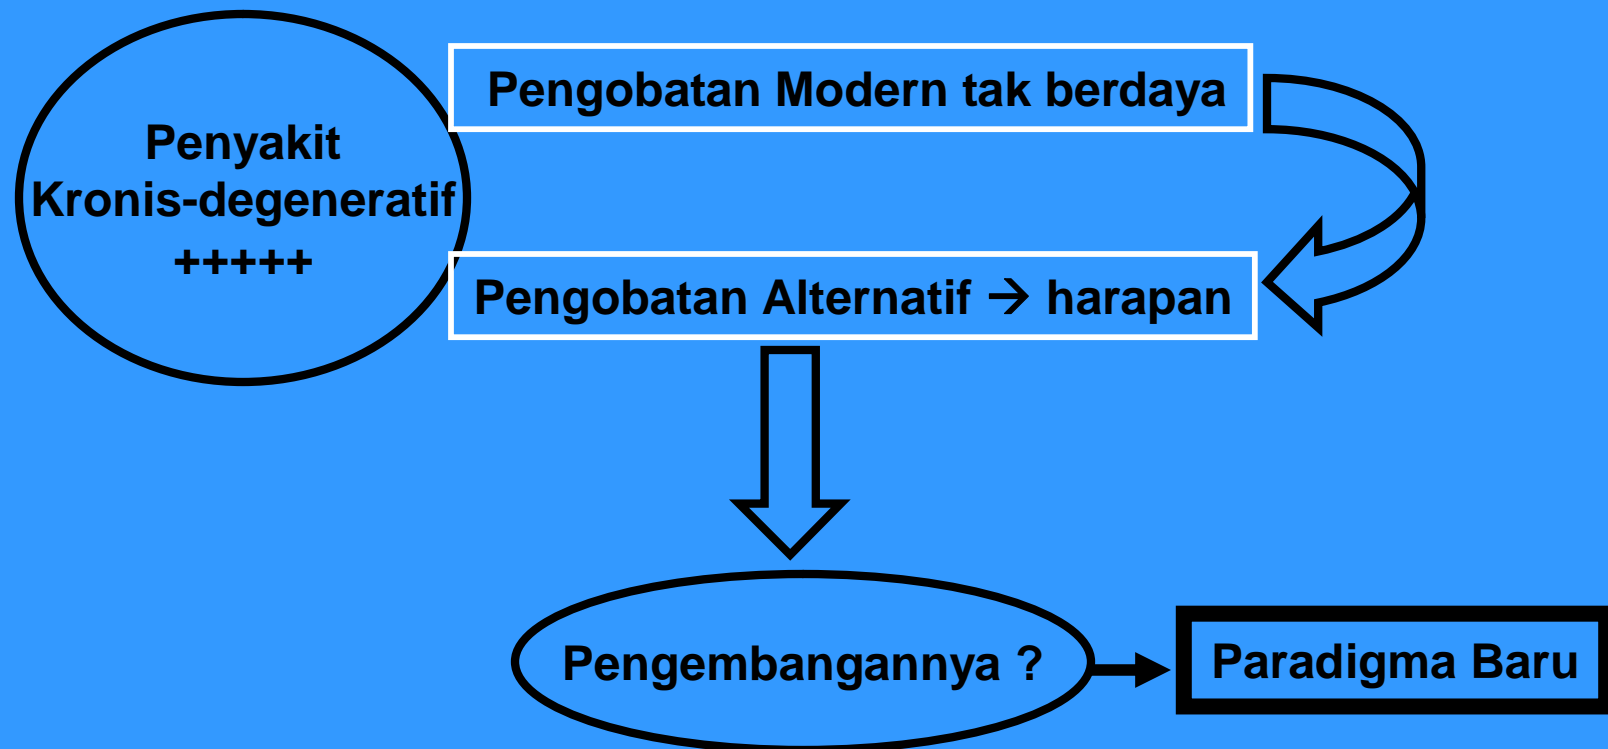 Pengobatan Modern tak berdaya
Penyakit
Kronis-degeneratif
+++++
Pengobatan Alternatif → harapan
Pengembangannya ?
Paradigma Baru